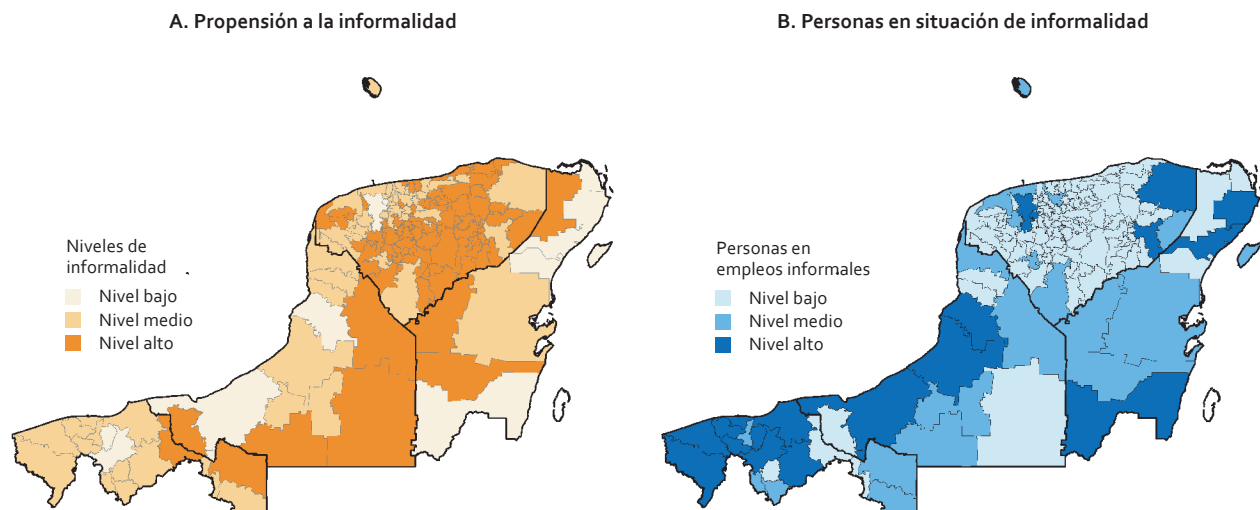 A. Propensión a la informalidad
B. Personas en situación de informalidad
Niveles de
informalidad
Nivel bajo
Nivel medio
Nivel alto
Personas en
empleos informales
Nivel bajo
Nivel medio
Nivel alto